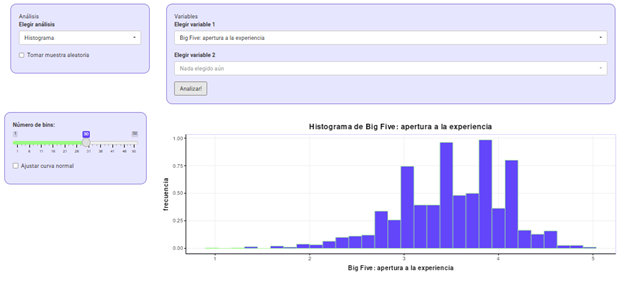 Análisis
Elegir análisis
Histograma
Tomar muestra aleatoria
Variables
Elegir variable 1
Big Five: apertura a la experiencia
Elegir variable 2
Nada elegido aún
Analizar!
Número de bins:
1 30 50
1 6 11 16 21 26 31 36 41 46 50
Ajustar curva normal
Histograma de Big Five: apertura a la experiencia
frecuencia
1.00
0.75
0.50
0.25
0.00
1 2 3 4 5
Big Five: apertura a la experiencia